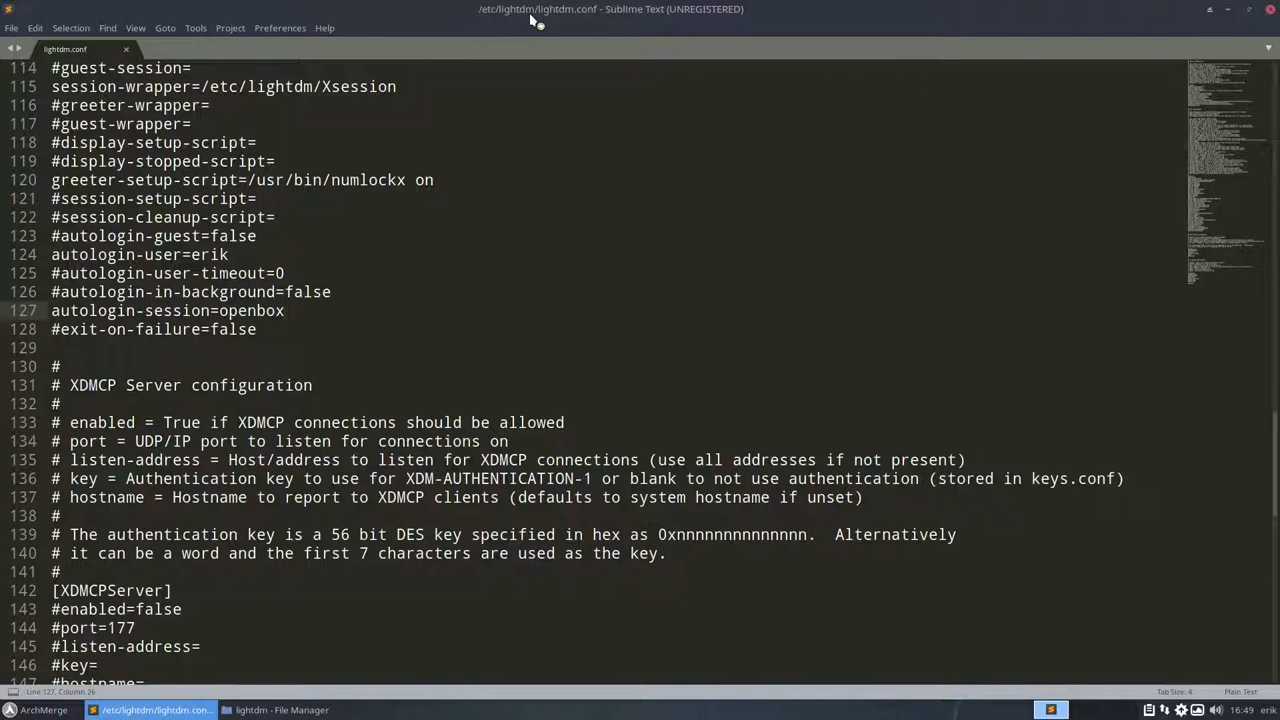 /etc/lightdm/lightdm.conf - Sublime Text (UNREGISTERED)
File Edit Selection Find View Goto Tools Project Preferences Help
lightdm.conf ×
114 #guest-session=
115 session-wrapper=/etc/lightdm/Xsession
116 #greeter-wrapper=
117 #guest-wrapper=
118 #display-setup-script=
119 #display-stopped-script=
120 greeter-setup-script=/usr/bin/numlockx on
121 #session-setup-script=
122 #session-cleanup-script=
123 #autologin-guest=false
124 autologin-user=erik
125 #autologin-user-timeout=0
126 #autologin-in-background=false
127 autologin-session=openbox
128 #exit-on-failure=false
129
130 #
131 # XDMCP Server configuration
132 #
133 # enabled = True if XDMCP connections should be allowed
134 # port = UDP/IP port to listen for connections on
135 # listen-address = Host/address to listen for XDMCP connections (use all addresses if not present)
136 # key = Authentication key to use for XDM-AUTHENTICATION-1 or blank to not use authentication (stored in keys.conf)
137 # hostname = Hostname to report to XDMCP clients (defaults to system hostname if unset)
138 #
139 # The authentication key is a 56 bit DES key specified in hex as 0xnnnnnnnnnnnnnn.  Alternatively
140 # it can be a word and the first 7 characters are used as the key.
141 #
142 [XDMCPServer]
143 #enabled=false
144 #port=177
145 #listen-address=
146 #key=
147 #hostname=
Line 127, Column 26 Tab Size: 4 Plain Text
ArchMerge /etc/lightdm/lightdm.con... lightdm - File Manager 16:49 erik